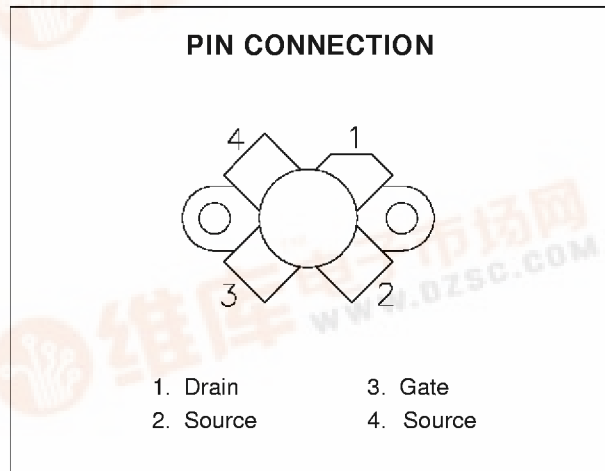 PIN CONNECTION
4 1
3 2
1. Drain 3. Gate
2. Source 4. Source
维库电子市场网
WWW.DZSC.COM